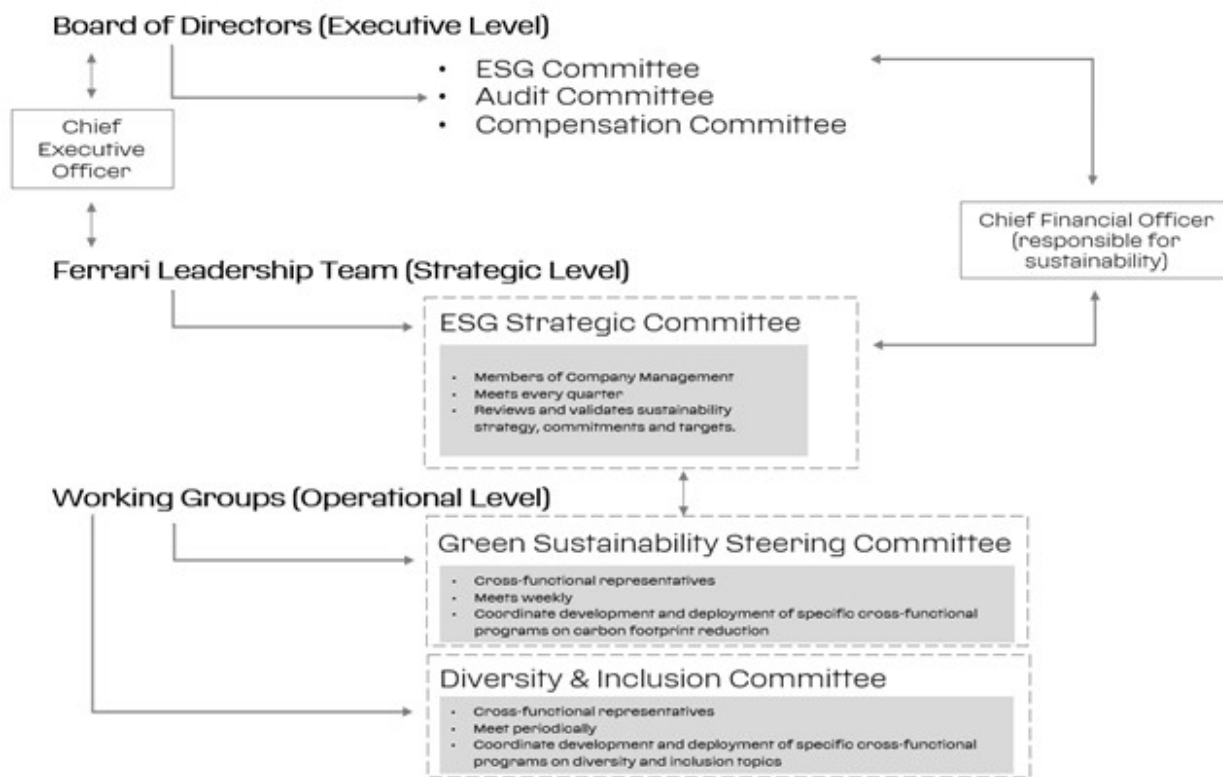 Board of Directors (Executive Level)
• ESG Committee
• Audit Committee
• Compensation Committee
Chief
Executive
Officer
Chief Financial Officer
(responsible for
sustainability)
Ferrari Leadership Team (Strategic Level)
ESG Strategic Committee
• Members of Company Management
• Meets every quarter
• Reviews and validates sustainability
strategy, commitments and targets.
Working Groups (Operational Level)
Green Sustainability Steering Committee
• Cross-functional representatives
• Meets weekly
• Coordinate development and deployment of specific cross-functional
programs on carbon footprint reduction
Diversity & Inclusion Committee
• Cross-functional representatives
• Meet periodically
• Coordinate development and deployment of specific cross-functional
programs on diversity and inclusion topics